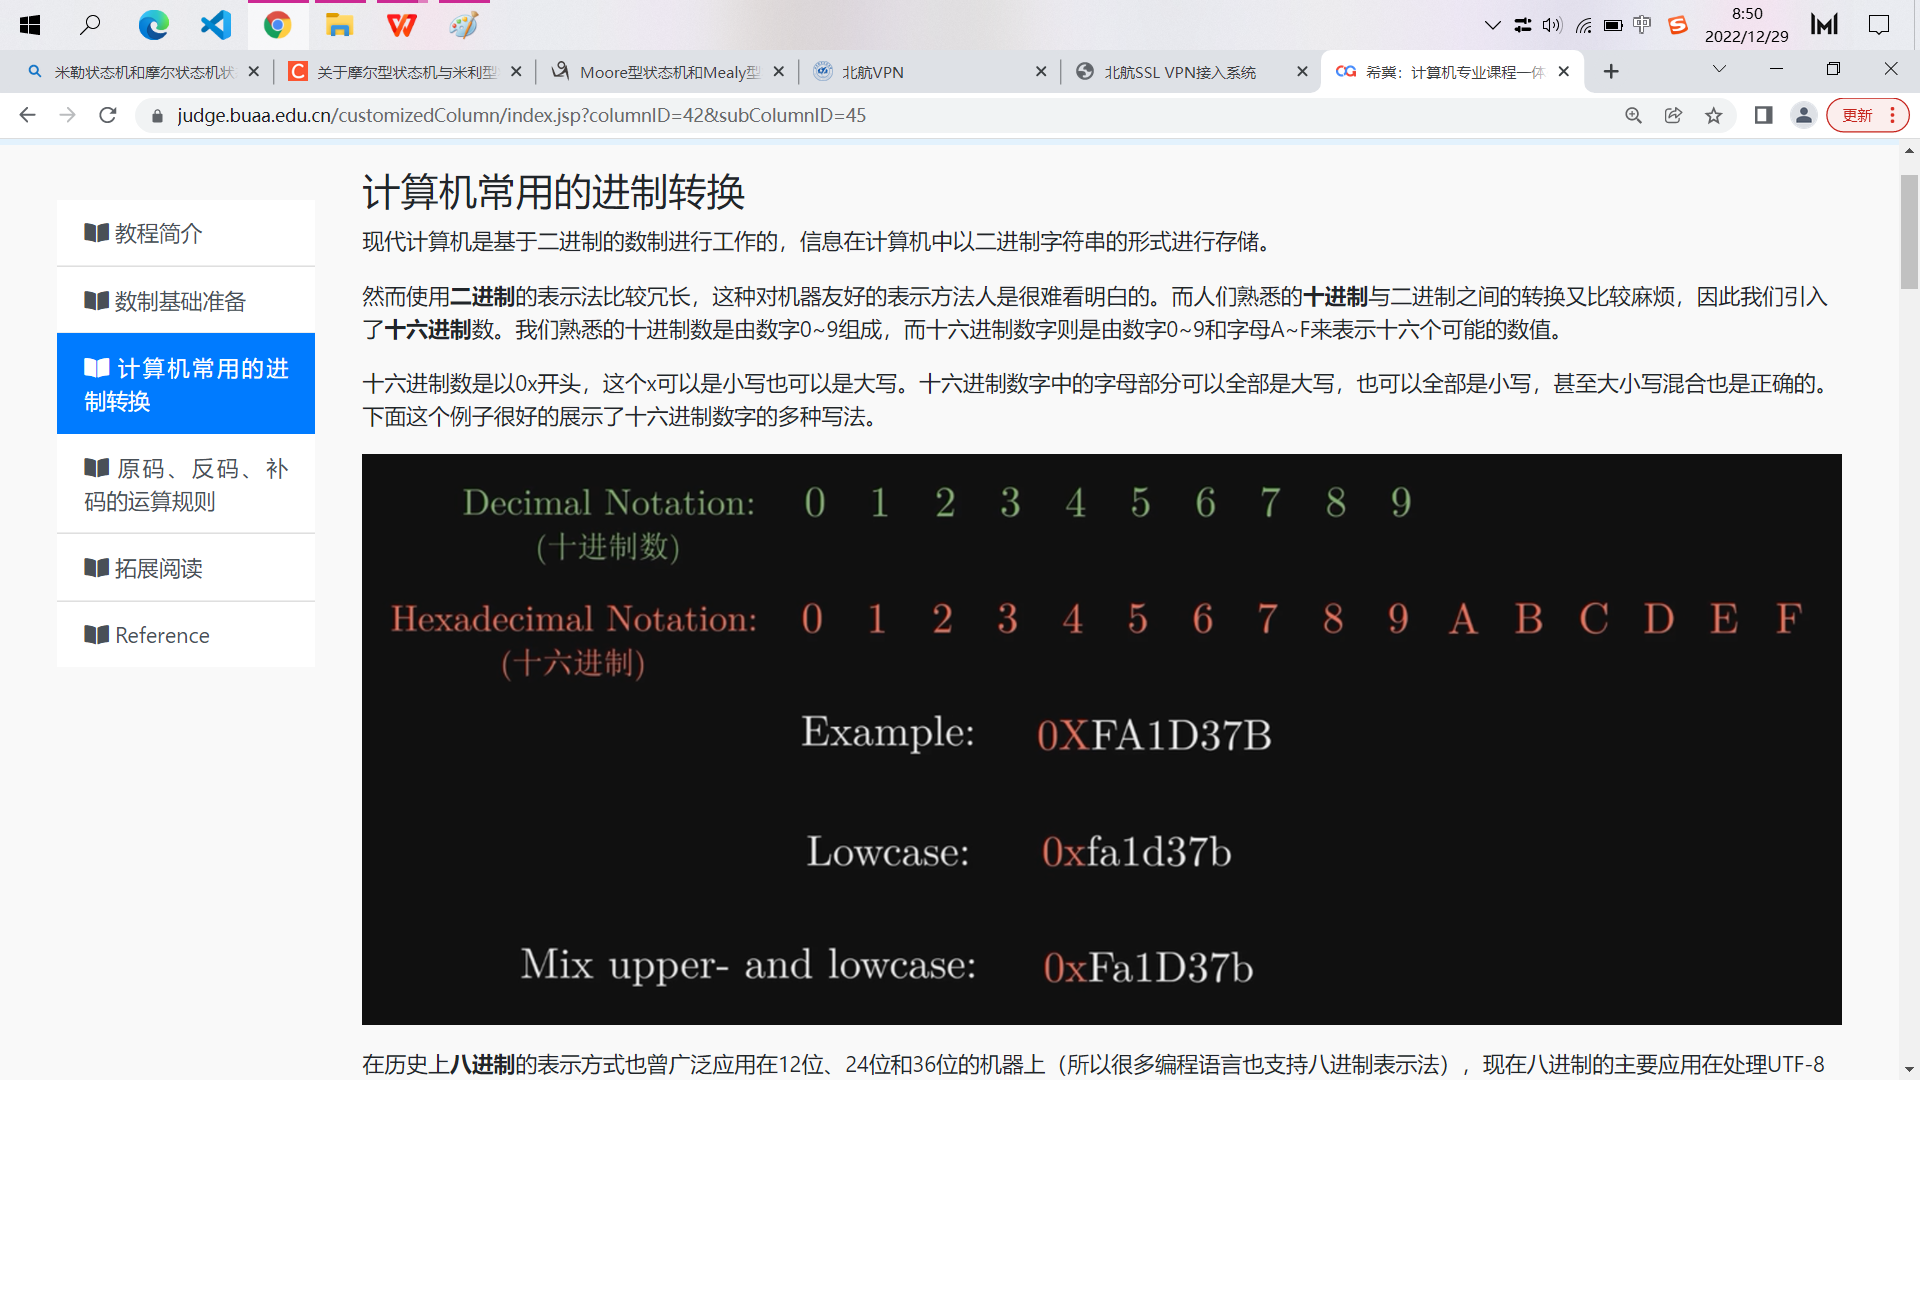 8:50
2022/12/29
米勒状态机和摩尔状态机状
关于摩尔型状态机与米利型
Moore型状态机和Mealy型
北航VPN
北航SSL VPN接入系统
希冀：计算机专业课程一体
judge.buaa.edu.cn/customizedColumn/index.jsp?columnID=42&subColumnID=45
更新
教程简介
数制基础准备
计算机常用的进
制转换
原码、反码、补
码的运算规则
拓展阅读
Reference
计算机常用的进制转换
现代计算机是基于二进制的数制进行工作的，信息在计算机中以二进制字符串的形式进行存储。
然而使用二进制的表示法比较冗长，这种对机器友好的表示方法人是很难看明白的。而人们熟悉的十进制与二进制之间的转换又比较麻烦，因此我们引入
了十六进制数。我们熟悉的十进制数是由数字0~9组成，而十六进制数字则是由数字0~9和字母A~F来表示十六个可能的数值。
十六进制数是以0x开头，这个x可以是小写也可以是大写。十六进制数字中的字母部分可以全部是大写，也可以全部是小写，甚至大小写混合也是正确的。
下面这个例子很好的展示了十六进制数字的多种写法。
Decimal Notation: 0 1 2 3 4 5 6 7 8 9
(十进制数)
Hexadecimal Notation: 0 1 2 3 4 5 6 7 8 9 A B C D E F
(十六进制)
Example: 0XFA1D37B
Lowcase: 0xfa1d37b
Mix upper- and lowcase: 0xFa1D37b
在历史上八进制的表示方式也曾广泛应用在12位、24位和36位的机器上（所以很多编程语言也支持八进制表示法），现在八进制的主要应用在处理UTF-8